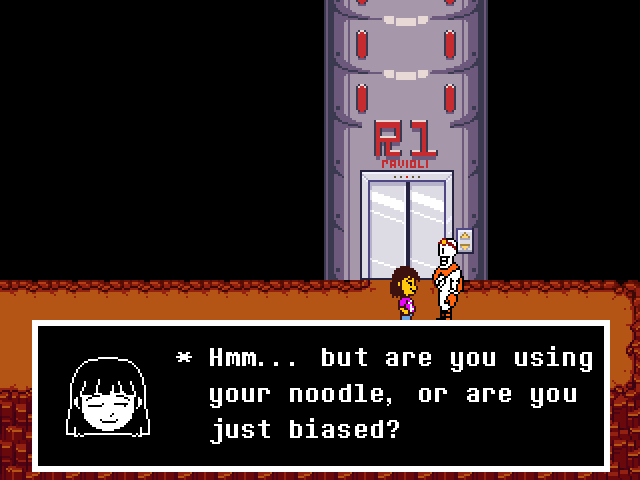 R1
RAVIOLI
* Hmm... but are you using
your noodle, or are you
just biased?